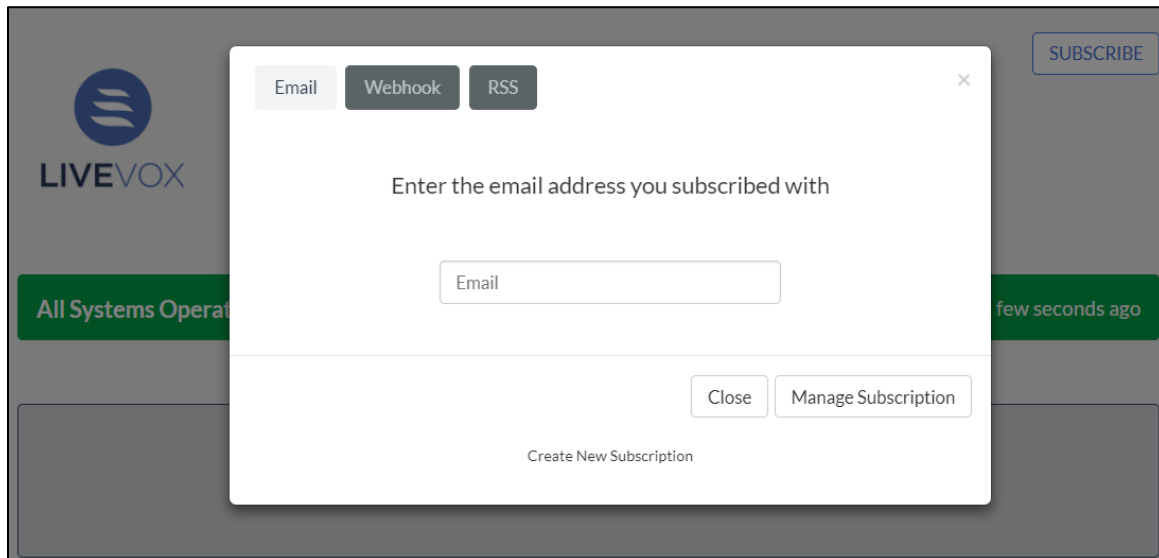 SUBSCRIBE
Email
Webhook
RSS
×
LIVEVOX
Enter the email address you subscribed with
Email
All Systems Operat
few seconds ago
Close
Manage Subscription
Create New Subscription